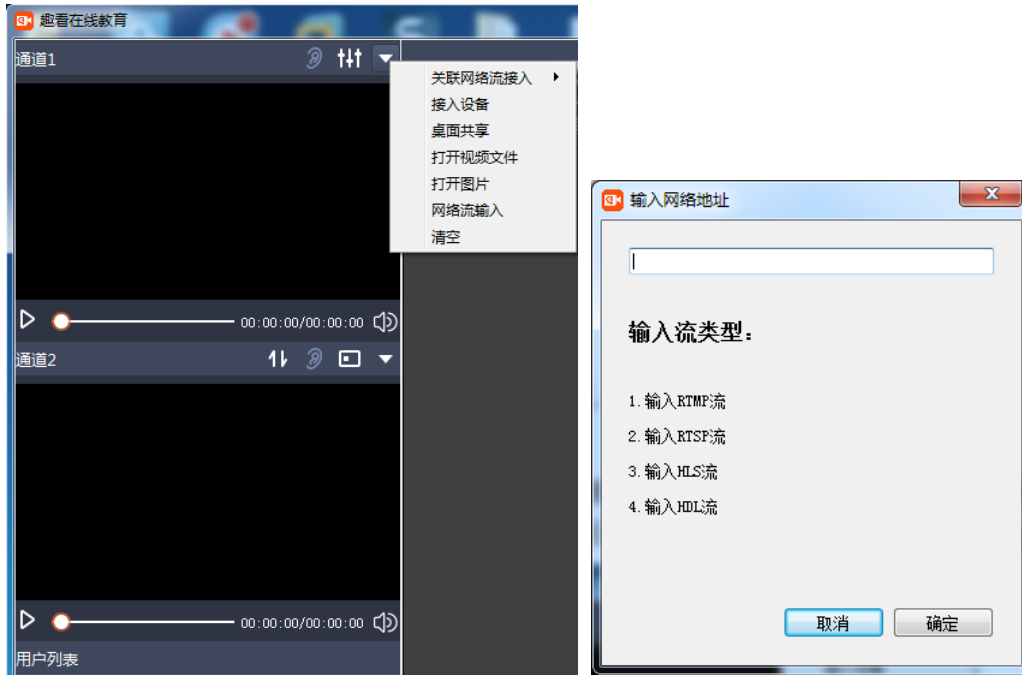 趣看在线教育
通道1
关联网络流接入
接入设备
桌面共享
打开视频文件
打开图片
网络流输入
清空
00:00:00/00:00:00
通道2
00:00:00/00:00:00
用户列表
输入网络地址
输入流类型：
1.输入RTMP流
2.输入RTSP流
3.输入HLS流
4.输入HDL流
取消
确定